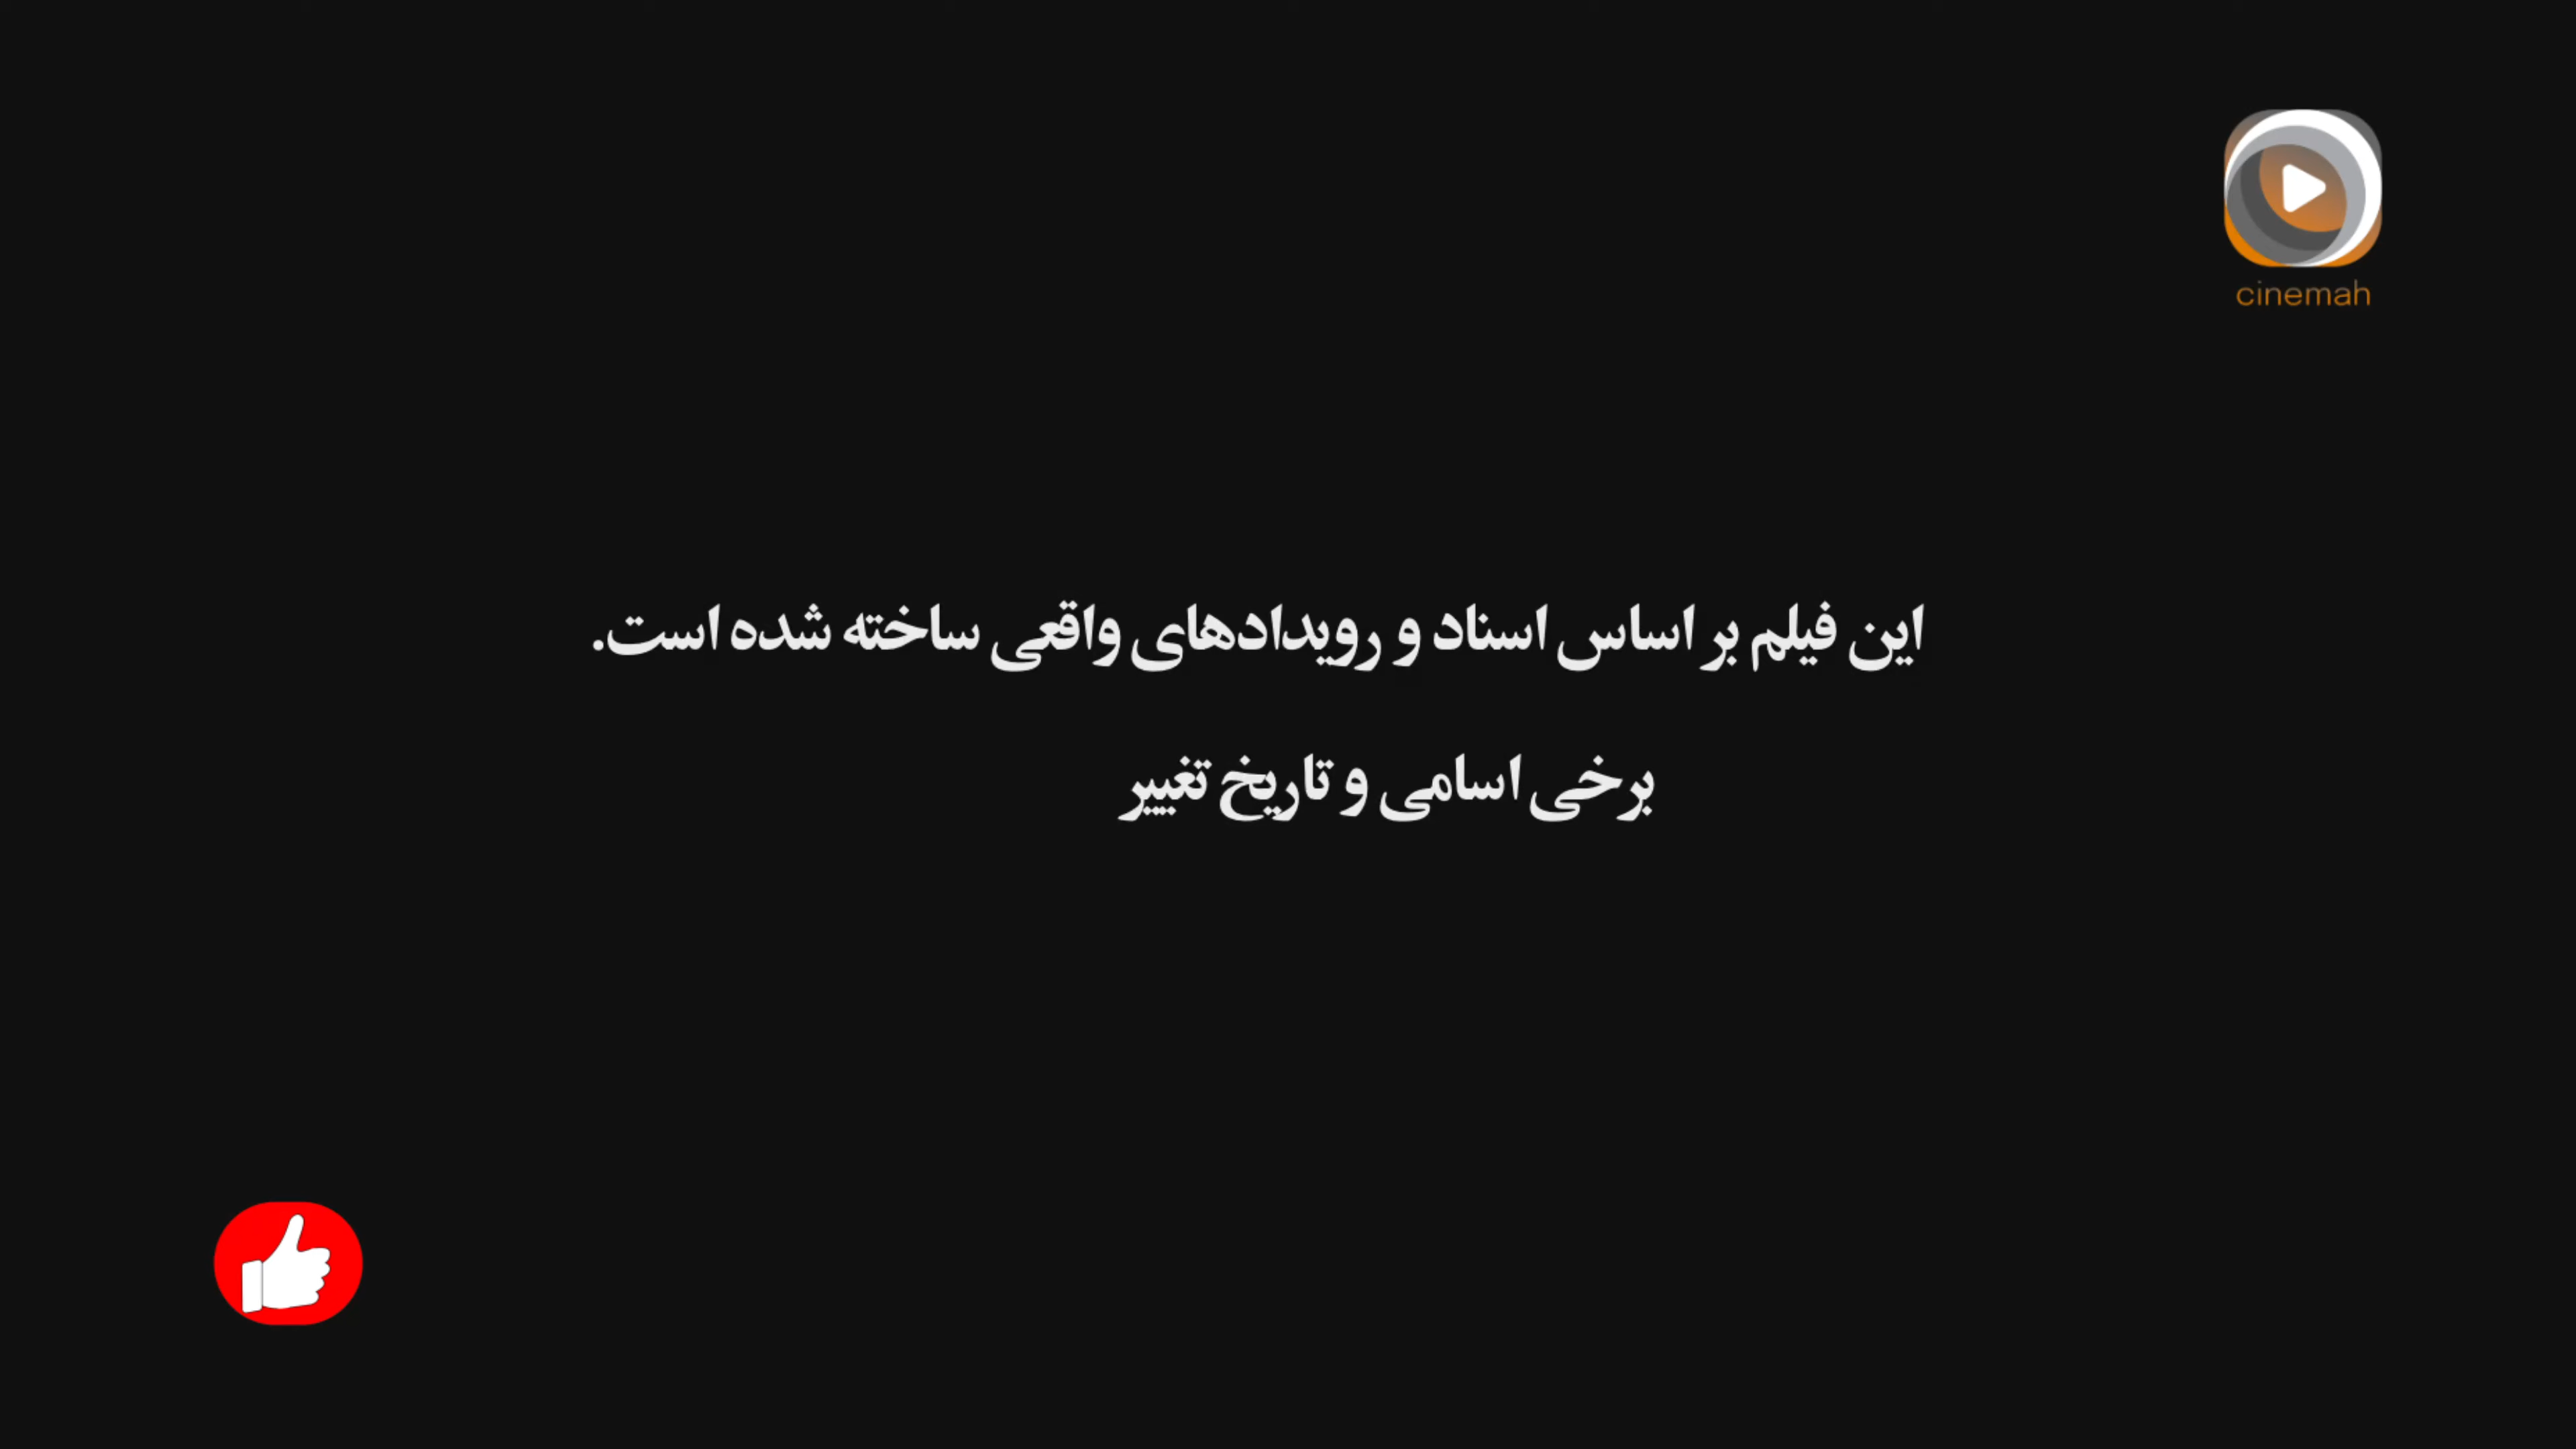 cinemah
این فیلم بر اساس اسناد و رویدادهای واقعی ساخته شده است.
برخی اسامی و تاریخ تغییر